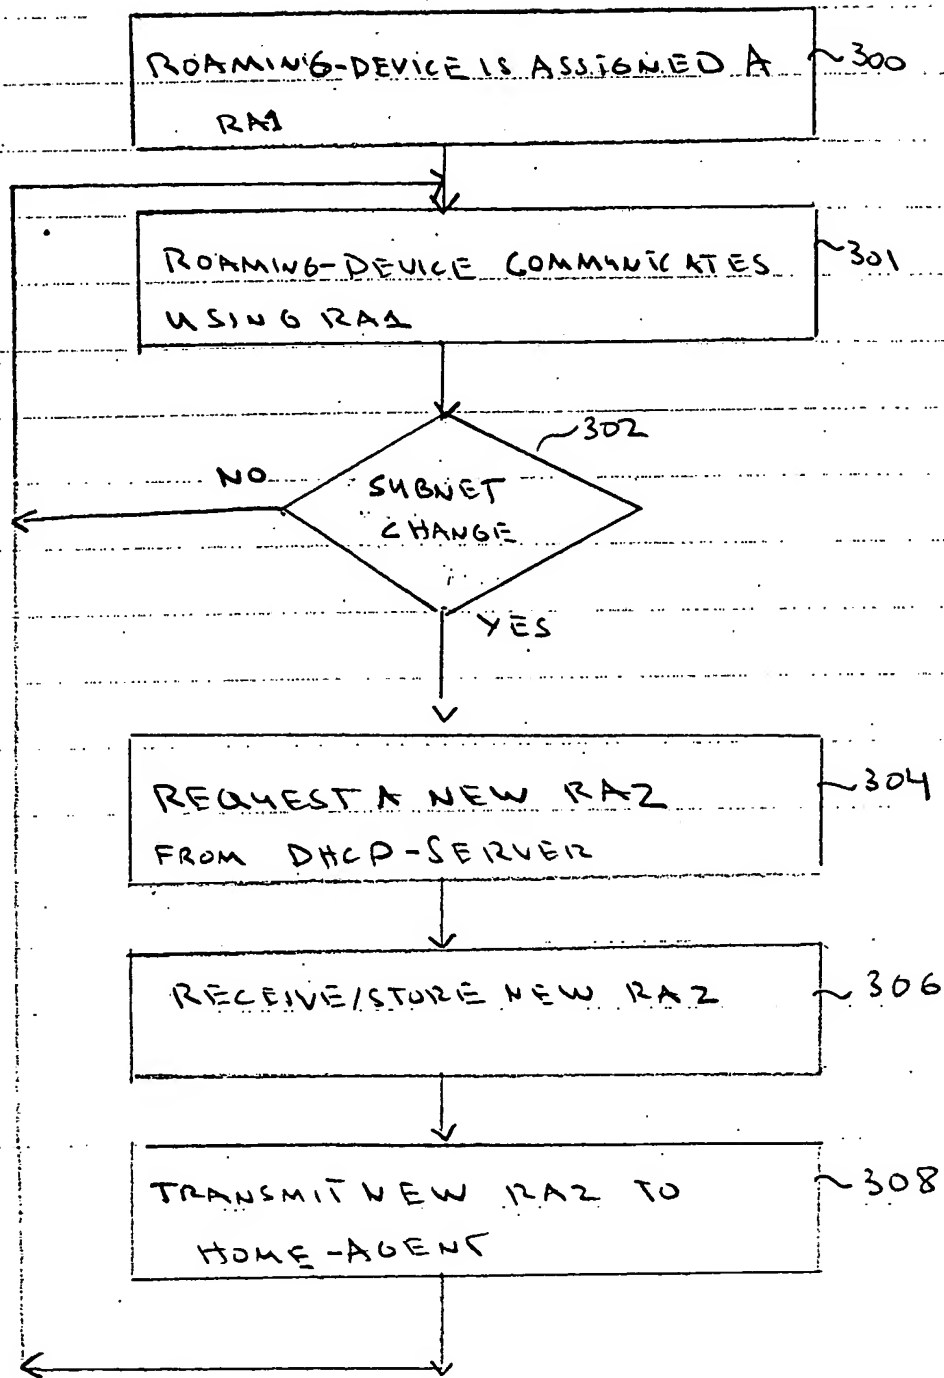 ROAMING-DEVICE IS ASSIGNED A
RA1
300
ROAMING-DEVICE COMMUNICATES
USING RA1
301
302
NO
SUBNET
CHANGE
YES
REQUEST A NEW RA2
FROM DHCP-SERVER
304
RECEIVE/STORE NEW RA2
306
TRANSMIT NEW RA2 TO
HOME-AGENT
308